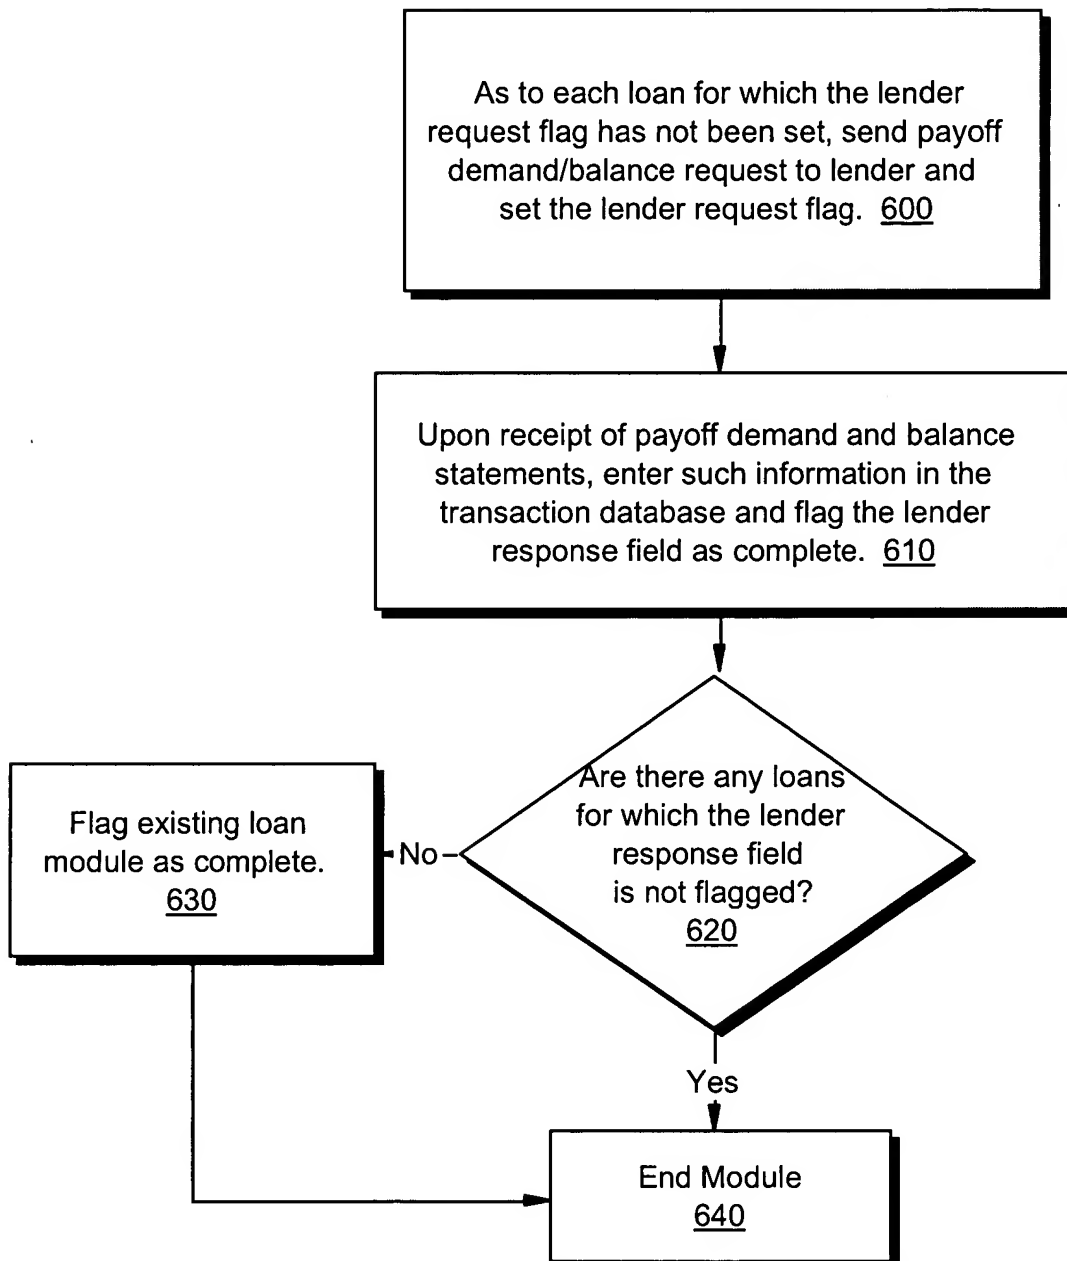 As to each loan for which the lender
request flag has not been set, send payoff
demand/balance request to lender and
set the lender request flag. 600
Upon receipt of payoff demand and balance
statements, enter such information in the
transaction database and flag the lender
response field as complete. 610
Are there any loans
for which the lender
response field
is not flagged?
620
No
Flag existing loan
module as complete.
630
Yes
End Module
640